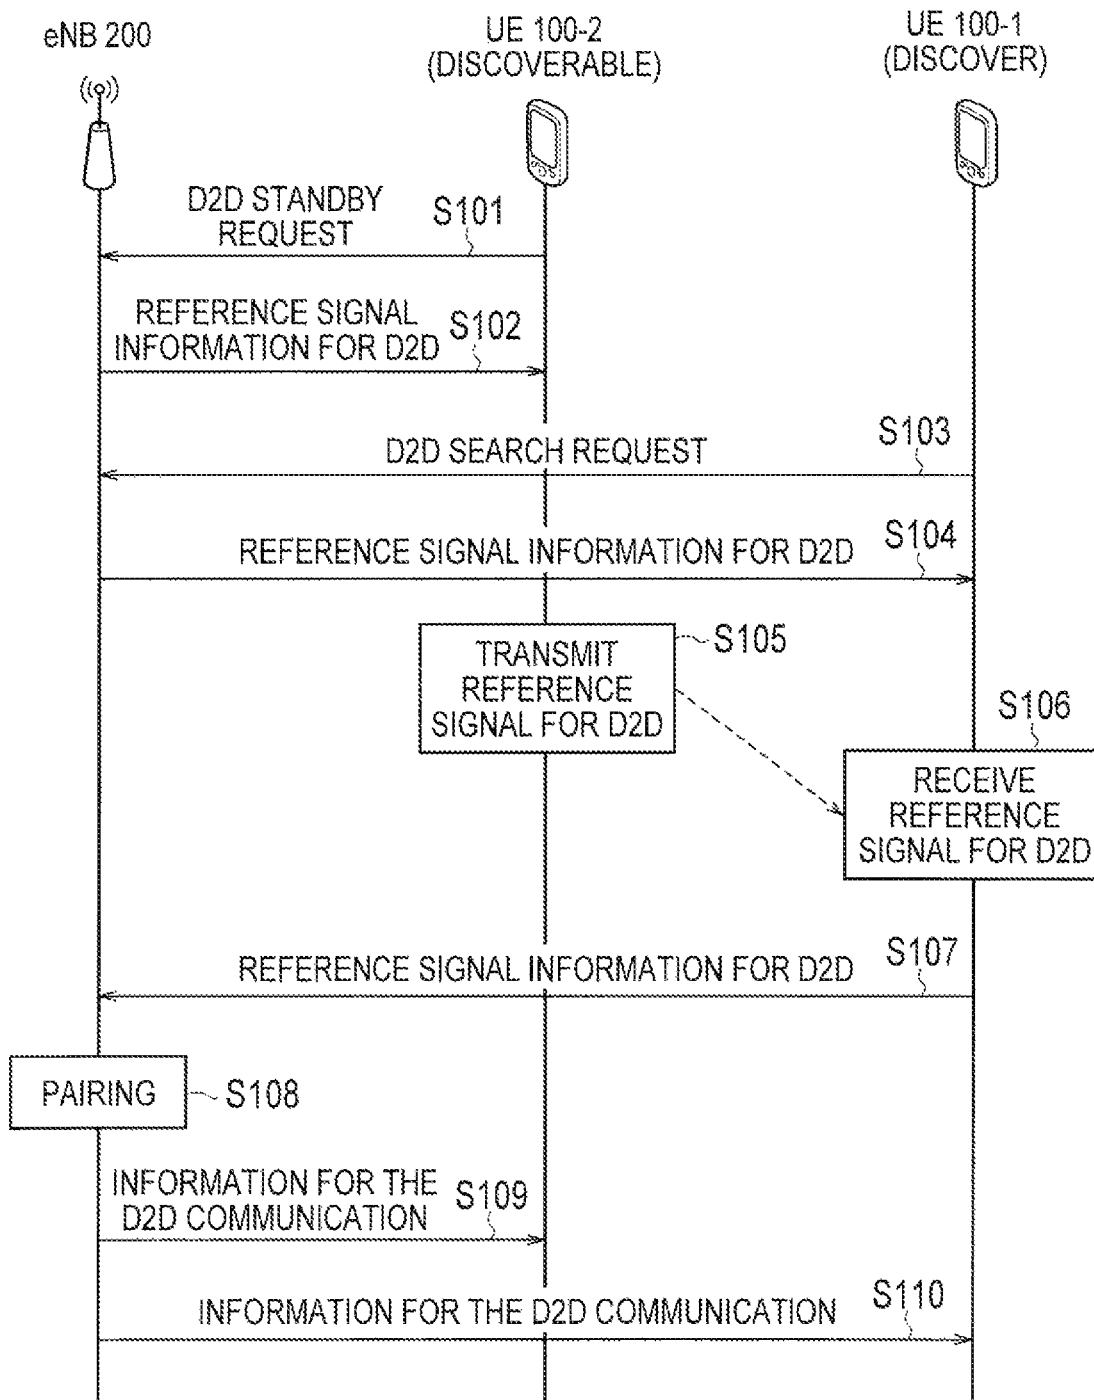 eNB 200
UE 100-2
(DISCOVERABLE)
UE 100-1
(DISCOVER)
D2D STANDBY
REQUEST
S101
REFERENCE SIGNAL
INFORMATION FOR D2D
S102
D2D SEARCH REQUEST
S103
REFERENCE SIGNAL INFORMATION FOR D2D
S104
TRANSMIT
REFERENCE
SIGNAL FOR D2D
S105
S106
RECEIVE
REFERENCE
SIGNAL FOR D2D
REFERENCE SIGNAL INFORMATION FOR D2D
S107
PAIRING
S108
INFORMATION FOR THE
D2D COMMUNICATION
S109
INFORMATION FOR THE D2D COMMUNICATION
S110